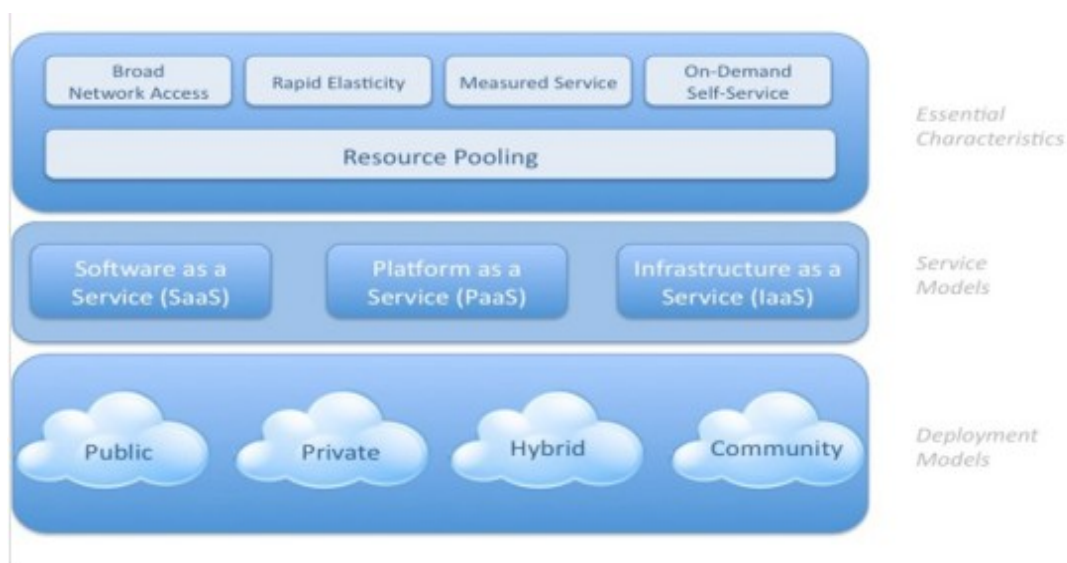 Broad
Network Access
Rapid Elasticity
Measured Service
On-Demand
Self-Service
Resource Pooling
Essential
Characteristics
Software as a
Service (SaaS)
Platform as a
Service (PaaS)
Infrastructure as a
Service (IaaS)
Service
Models
Public
Private
Hybrid
Community
Deployment
Models